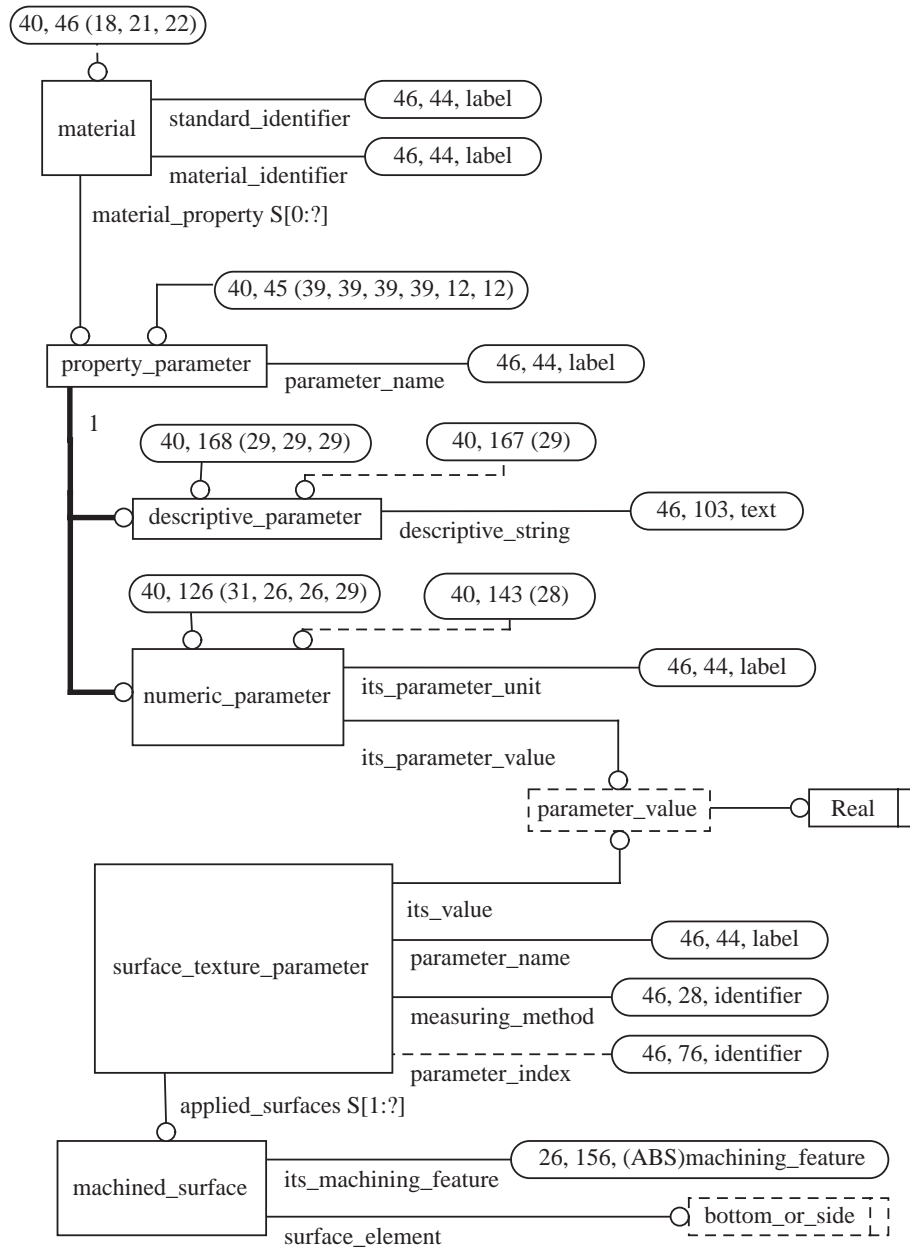 40, 46 (18, 21, 22)
material
standard_identifier
46, 44, label
material_identifier
46, 44, label
material_property S[0:?]
40, 45 (39, 39, 39, 39, 12, 12)
property_parameter
parameter_name
46, 44, label
1
40, 168 (29, 29, 29)
40, 167 (29)
descriptive_parameter
descriptive_string
46, 103, text
40, 126 (31, 26, 26, 29)
40, 143 (28)
numeric_parameter
its_parameter_unit
46, 44, label
its_parameter_value
parameter_value
Real
surface_texture_parameter
its_value
parameter_name
46, 44, label
measuring_method
46, 28, identifier
parameter_index
46, 76, identifier
applied_surfaces S[1:?]
machined_surface
its_machining_feature
26, 156, (ABS)machining_feature
surface_element
bottom_or_side